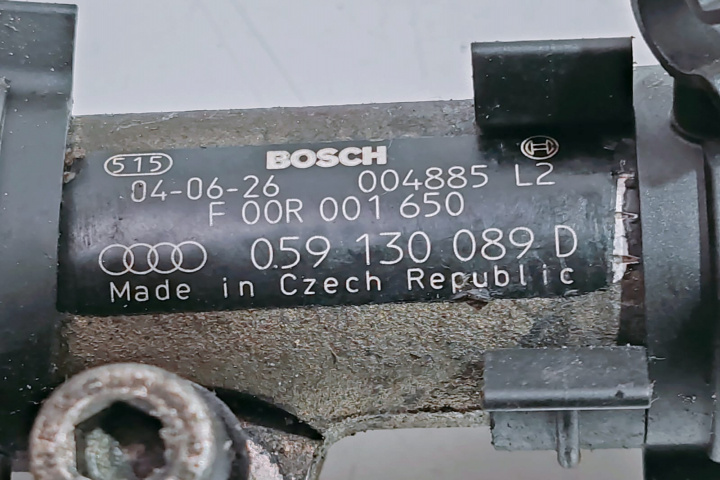 515 BOSCH
04-06-26 004885 L2
F 00R 001 650
059 130 089 D
Made in Czech Republic